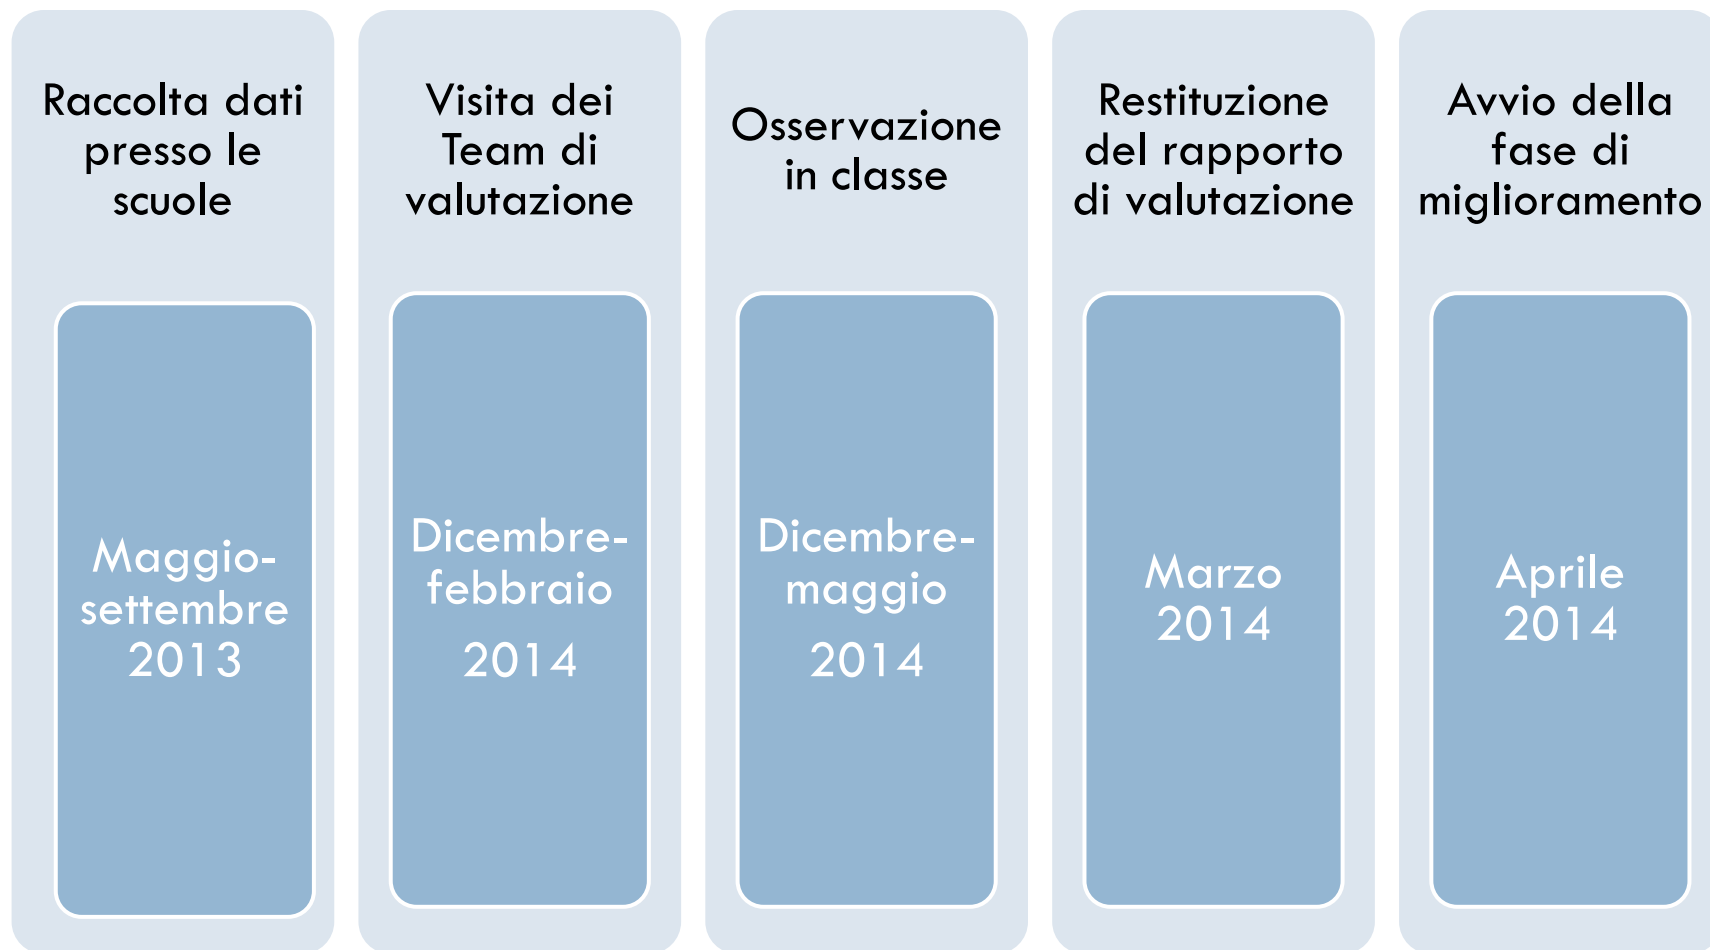 Raccolta dati
presso le
scuole
Maggio-
settembre
2013
Visita dei
Team di
valutazione
Dicembre-
febbraio
2014
Osservazione
in classe
Dicembre-
maggio
2014
Restituzione
del rapporto
di valutazione
Marzo
2014
Avvio della
fase di
miglioramento
Aprile
2014